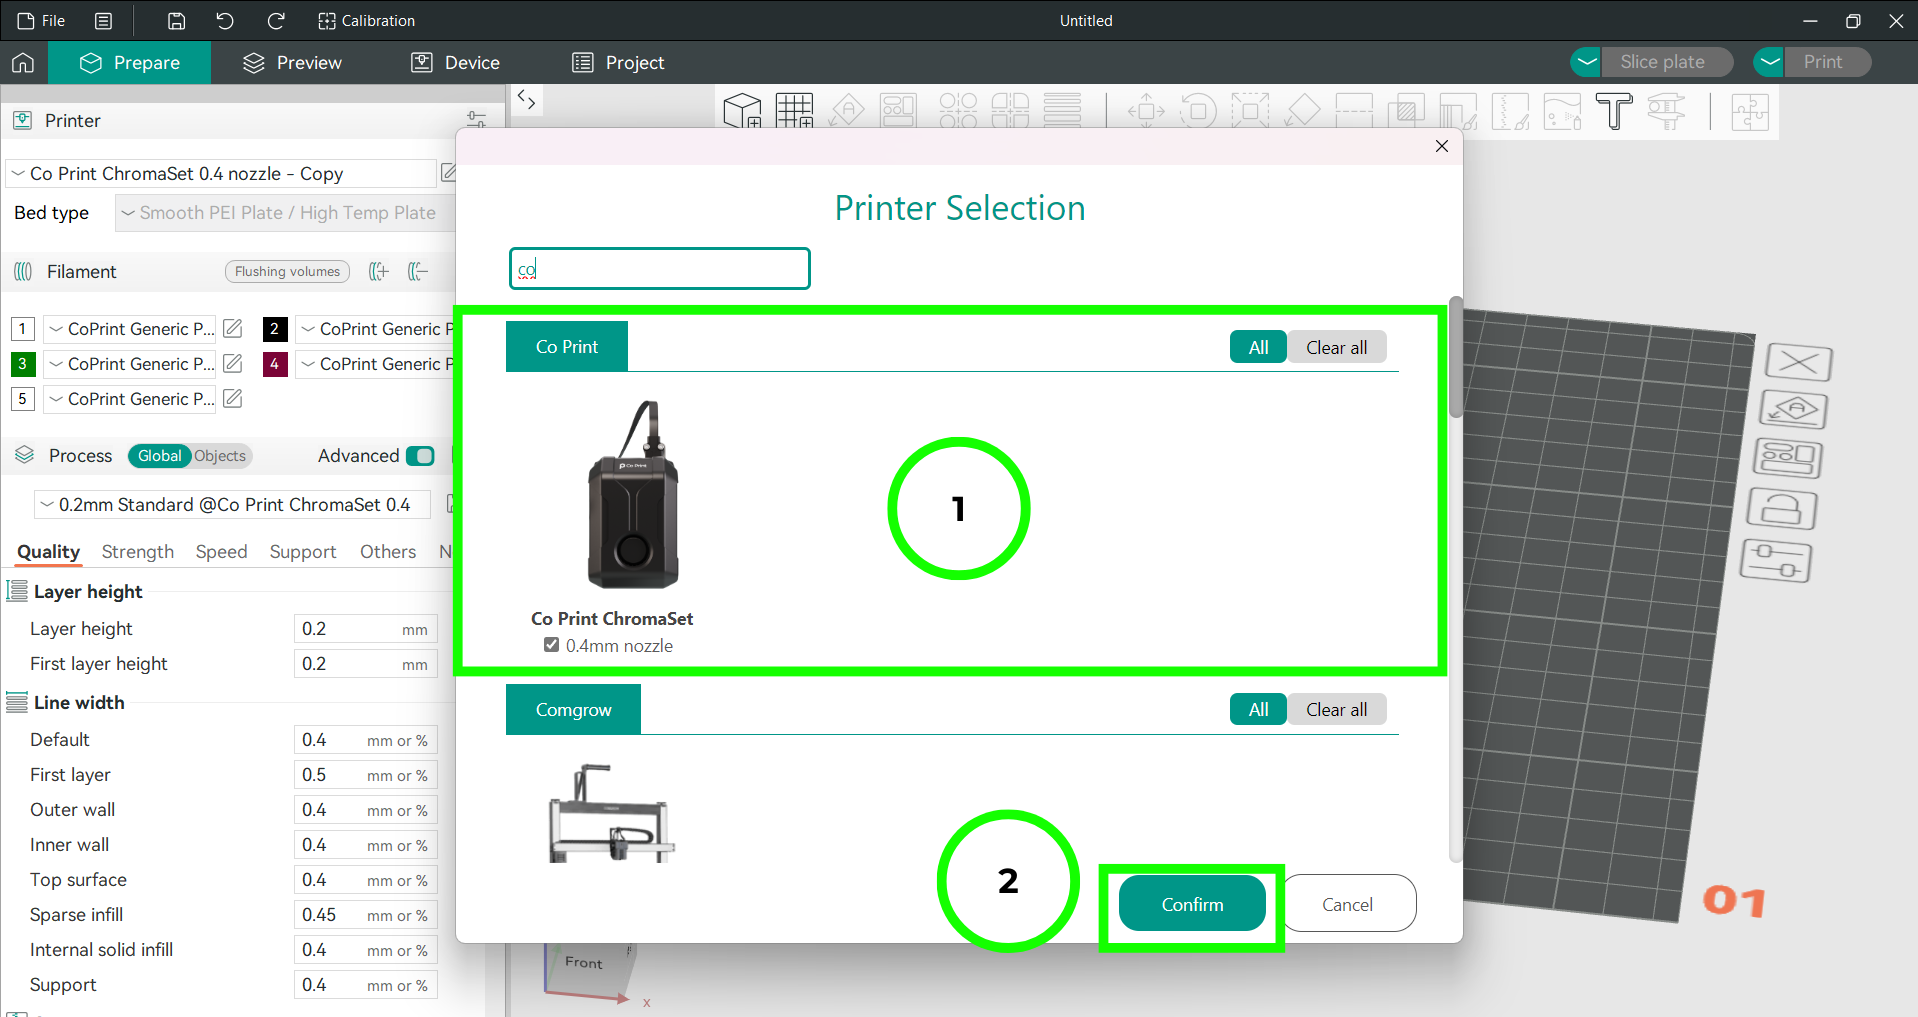 File
Calibration
Untitled
Prepare
Preview
Device
Project
Slice plate
Print
Printer
Co Print ChromaSet 0.4 nozzle - Copy
Bed type
Smooth PEI Plate / High Temp Plate
Filament
Flushing volumes
1 CoPrint Generic P...
2 CoPrint Generic P
3 CoPrint Generic P...
4 CoPrint Generic P
5 CoPrint Generic P...
Process
Global
Objects
Advanced
0.2mm Standard @Co Print ChromaSet 0.4
Quality
Strength
Speed
Support
Others
N
Layer height
Layer height 0.2 mm
First layer height 0.2 mm
Line width
Default 0.4 mm or %
First layer 0.5 mm or %
Outer wall 0.4 mm or %
Inner wall 0.4 mm or %
Top surface 0.4 mm or %
Sparse infill 0.45 mm or %
Internal solid infill 0.4 mm or %
Support 0.4 mm or %
Printer Selection
co
Co Print
All
Clear all
Co Print
1
Co Print ChromaSet
0.4mm nozzle
Comgrow
All
Clear all
2
Confirm
Cancel
Front
x
01